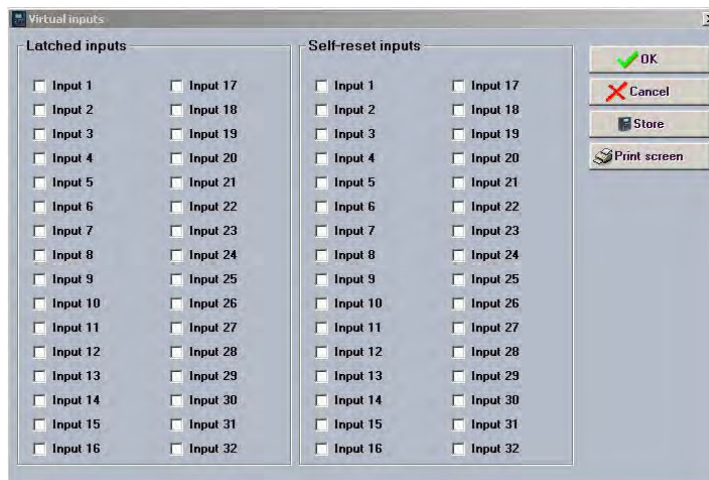 Virtual inputs
Latched inputs
Input 1
Input 2
Input 3
Input 4
Input 5
Input 6
Input 7
Input 8
Input 9
Input 10
Input 11
Input 12
Input 13
Input 14
Input 15
Input 16
Input 17
Input 18
Input 19
Input 20
Input 21
Input 22
Input 23
Input 24
Input 25
Input 26
Input 27
Input 28
Input 29
Input 30
Input 31
Input 32
Self-reset inputs
Input 1
Input 2
Input 3
Input 4
Input 5
Input 6
Input 7
Input 8
Input 9
Input 10
Input 11
Input 12
Input 13
Input 14
Input 15
Input 16
Input 17
Input 18
Input 19
Input 20
Input 21
Input 22
Input 23
Input 24
Input 25
Input 26
Input 27
Input 28
Input 29
Input 30
Input 31
Input 32
OK
Cancel
Store
Print screen